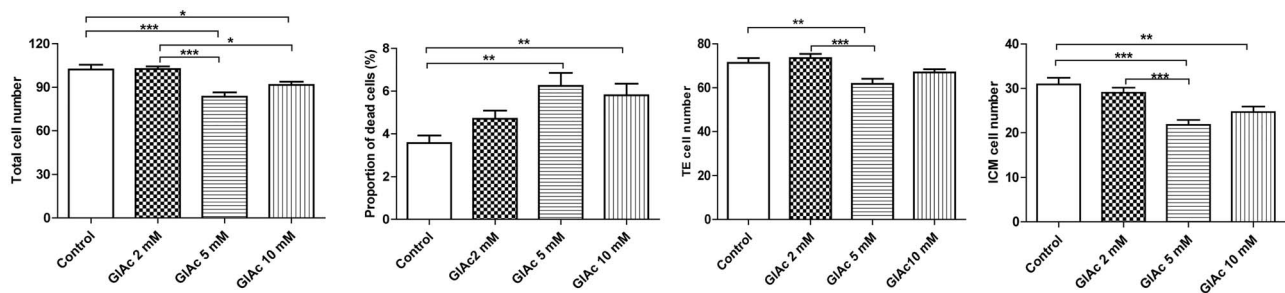 Total cell number
120
90
60
30
0
*
***
*
***
Control
GlAc 2 mM
GlAc 5 mM
GlAc 10 mM
Proportion of dead cells (%)
8
6
4
2
0
**
**
Control
GlAc2 mM
GlAc 5 mM
GlAc 10 mM
TE cell number
80
60
40
20
0
**
***
Control
GlAc 2 mM
GlAc 5 mM
GlAc10 mM
ICM cell number
40
30
20
10
0
**
***
***
Control
GlAc 2 mM
GlAc 5 mM
GlAc 10 mM